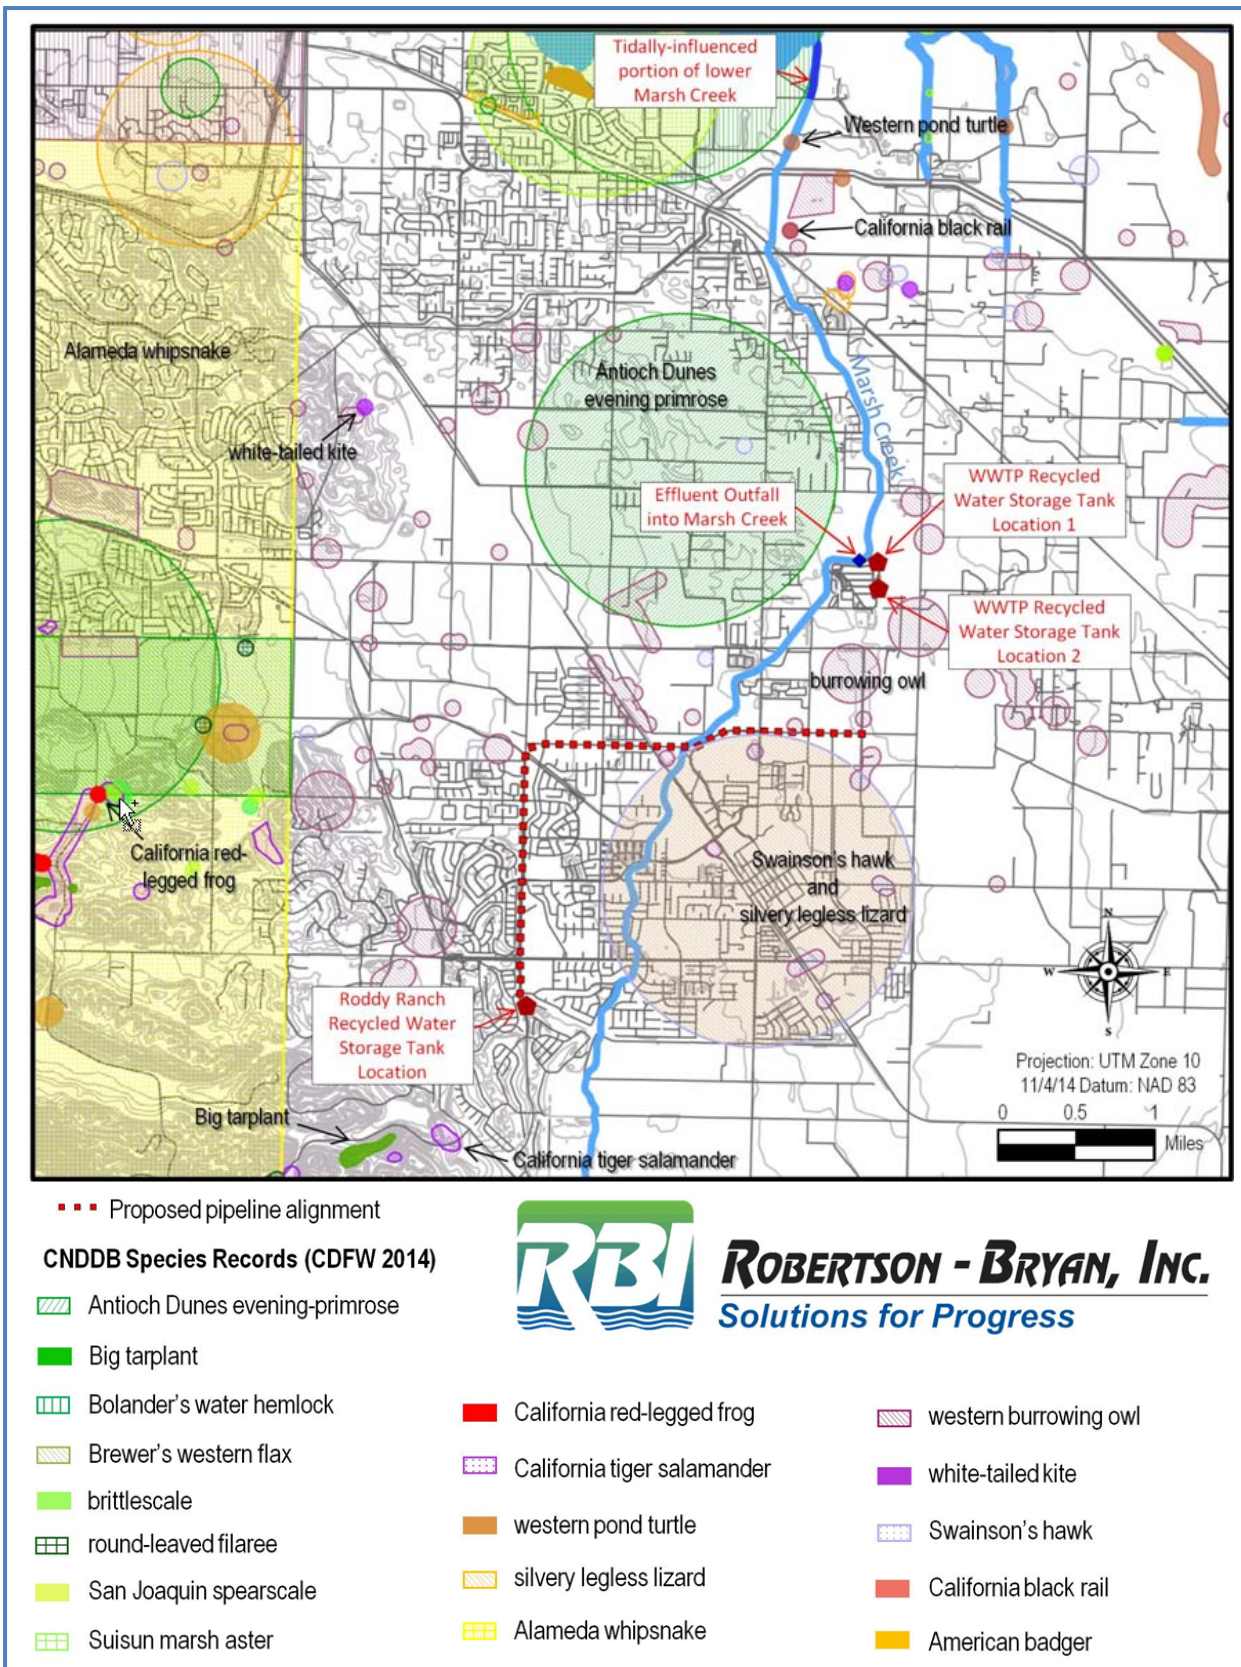 Tidally-influenced
portion of lower
Marsh Creek
Western pond turtle
California black rail
Alameda whipsnake
Antioch Dunes
evening primrose
Marsh Creek
white-tailed kite
Effluent Outfall
into Marsh Creek
WWTP Recycled
Water Storage Tank
Location 1
WWTP Recycled
Water Storage Tank
Location 2
burrowing owl
California red-
legged frog
Swainson's hawk
and
silvery legless lizard
Roddy Ranch
Recycled Water
Storage Tank
Location
N
W
E
S
Projection: UTM Zone 10
11/4/14 Datum: NAD 83
0 0.5 1
Miles
Big tarplant
California tiger salamander
Proposed pipeline alignment
CNDDB Species Records (CDFW 2014)
Antioch Dunes evening-primrose
Big tarplant
Bolander's water hemlock
Brewer's western flax
brittlescale
round-leaved filaree
San Joaquin spearscale
Suisun marsh aster
RBI
ROBERTSON - BRYAN, INC.
Solutions for Progress
California red-legged frog
California tiger salamander
western pond turtle
silvery legless lizard
Alameda whipsnake
western burrowing owl
white-tailed kite
Swainson's hawk
California black rail
American badger